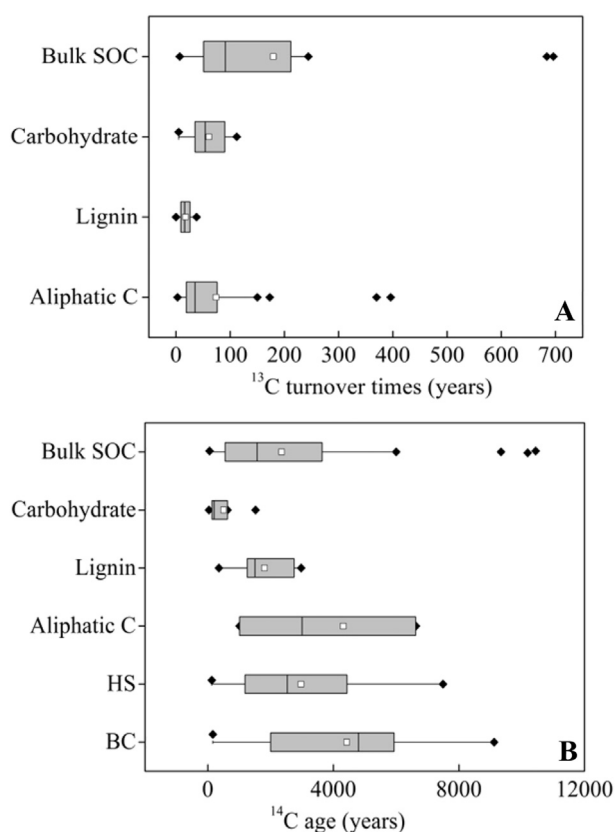 Bulk SOC
Carbohydrate
Lignin
Aliphatic C
A
0 100 200 300 400 500 600 700
¹³C turnover times (years)
Bulk SOC
Carbohydrate
Lignin
Aliphatic C
HS
BC
B
0 4000 8000 12000
¹⁴C age (years)